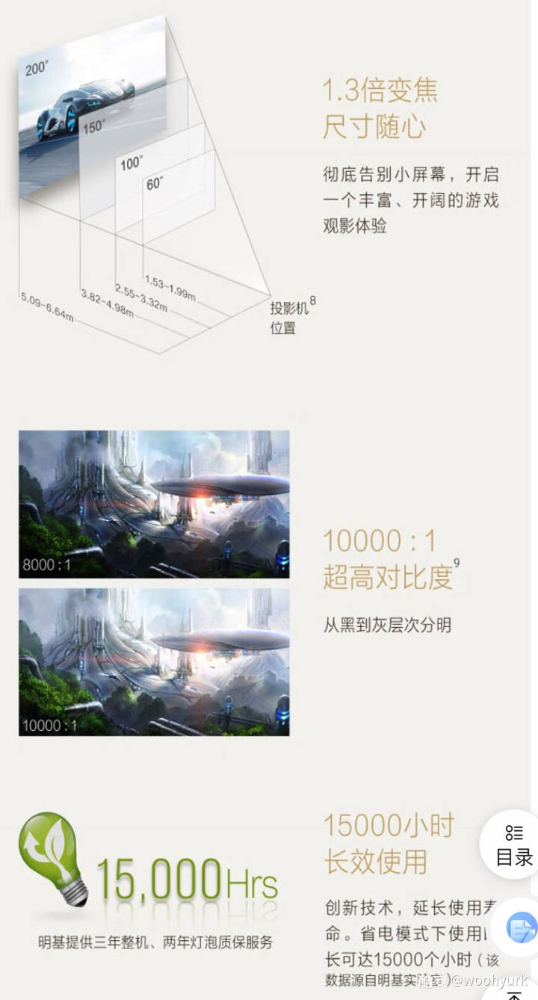 200"
150"
100"
60"
1.53-1.99m
2.55-3.32m
3.82-4.98m
5.09-6.64m
投影机8
位置
1.3倍变焦
尺寸随心
彻底告别小屏幕，开启
一个丰富、开阔的游戏
观影体验
8000 : 1
10000 : 1
10000 : 1
超高对比度9
从黑到灰层次分明
15,000Hrs
明基提供三年整机、两年灯泡质保服务
15000小时
长效使用
创新技术，延长使用寿
命。省电模式下使用
长可达15000个小时（该
数据源自明基实验室）
@woohyurk
目录